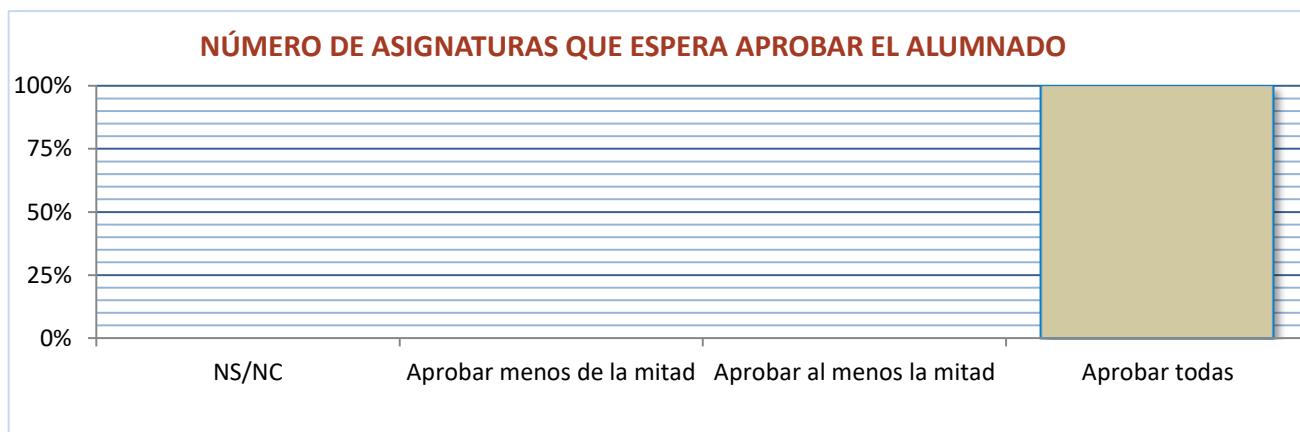 NÚMERO DE ASIGNATURAS QUE ESPERA APROBAR EL ALUMNADO
100%
75%
50%
25%
0%
NS/NC
Aprobar menos de la mitad
Aprobar al menos la mitad
Aprobar todas